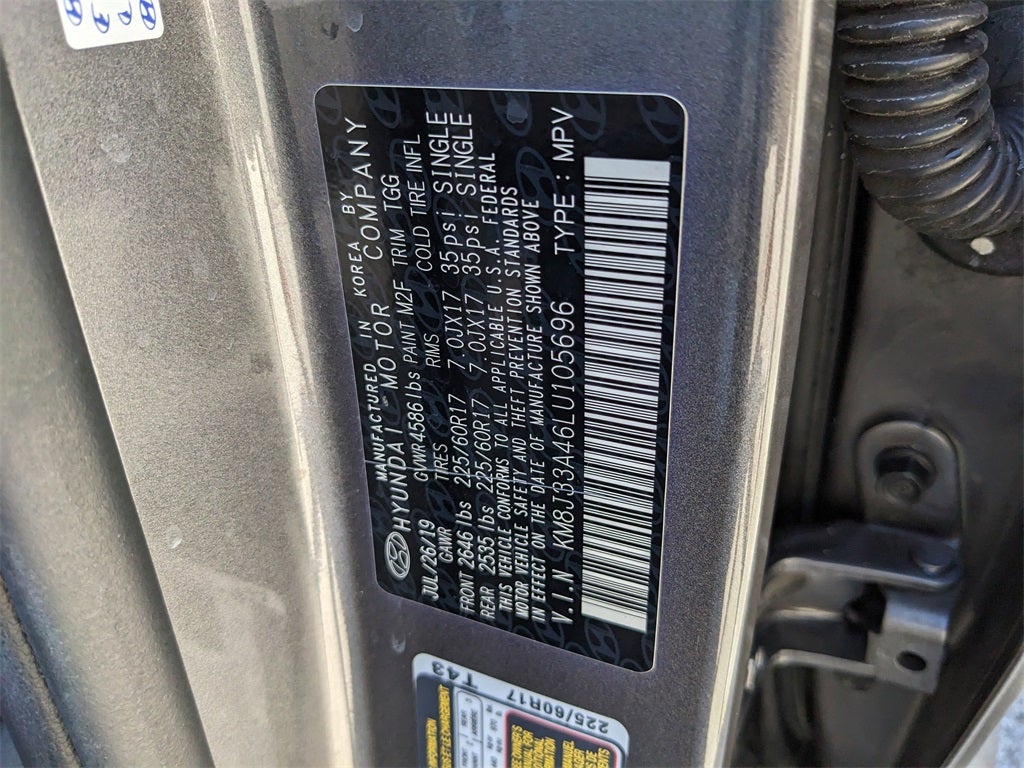 MANUFACTURED IN KOREA BY
HYUNDAI MOTOR COMPANY
JUL/26/19 GVWR4586 lbs PAINT M2F TRIM TGG
GAWR TIRES RIMS COLD TIRE INFL
FRONT 2646 lbs 225/60R17 7.0JX17 35psi SINGLE
REAR 2535 lbs 225/60R17 7.0JX17 35psi SINGLE
THIS VEHICLE CONFORMS TO ALL APPLICABLE U.S.A. FEDERAL
MOTOR VEHICLE SAFETY AND THEFT PREVENTION STANDARDS
IN EFFECT ON THE DATE OF MANUFACTURE SHOWN ABOVE
V.I.N : KM8J33A46LU105696 TYPE : MPV
T43
225/60R17